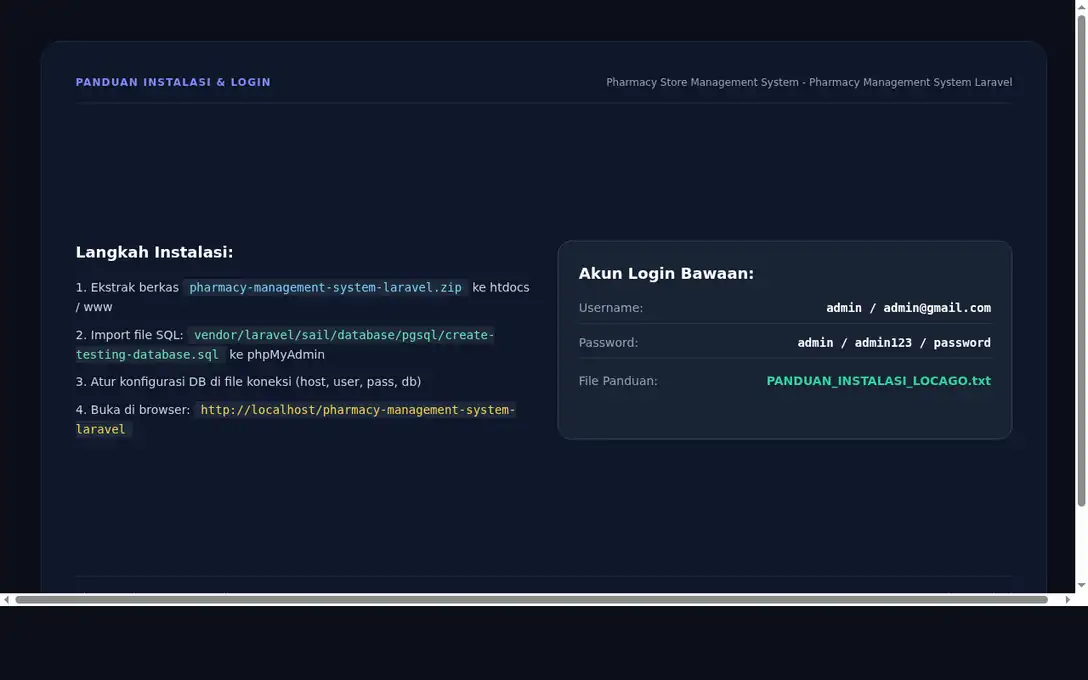 PANDUAN INSTALASI & LOGIN
Pharmacy Store Management System - Pharmacy Management System Laravel
Langkah Instalasi:
1. Ekstrak berkas pharmacy-management-system-laravel.zip ke htdocs
/ www
2. Import file SQL: vendor/laravel/sail/database/pgsql/create-
testing-database.sql ke phpMyAdmin
3. Atur konfigurasi DB di file koneksi (host, user, pass, db)
4. Buka di browser: http://localhost/pharmacy-management-system-
laravel
Akun Login Bawaan:
Username: admin / admin@gmail.com
Password: admin / admin123 / password
File Panduan: PANDUAN_INSTALASI_LOCAGO.txt